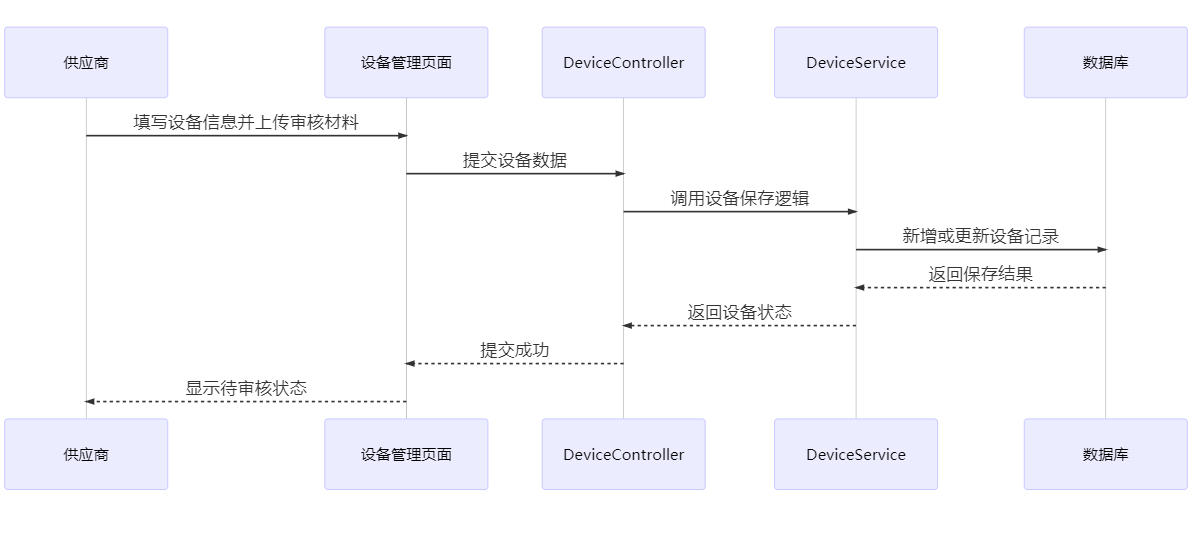 供应商
设备管理页面
DeviceController
DeviceService
数据库
填写设备信息并上传审核材料
提交设备数据
调用设备保存逻辑
新增或更新设备记录
返回保存结果
返回设备状态
提交成功
显示待审核状态
供应商
设备管理页面
DeviceController
DeviceService
数据库